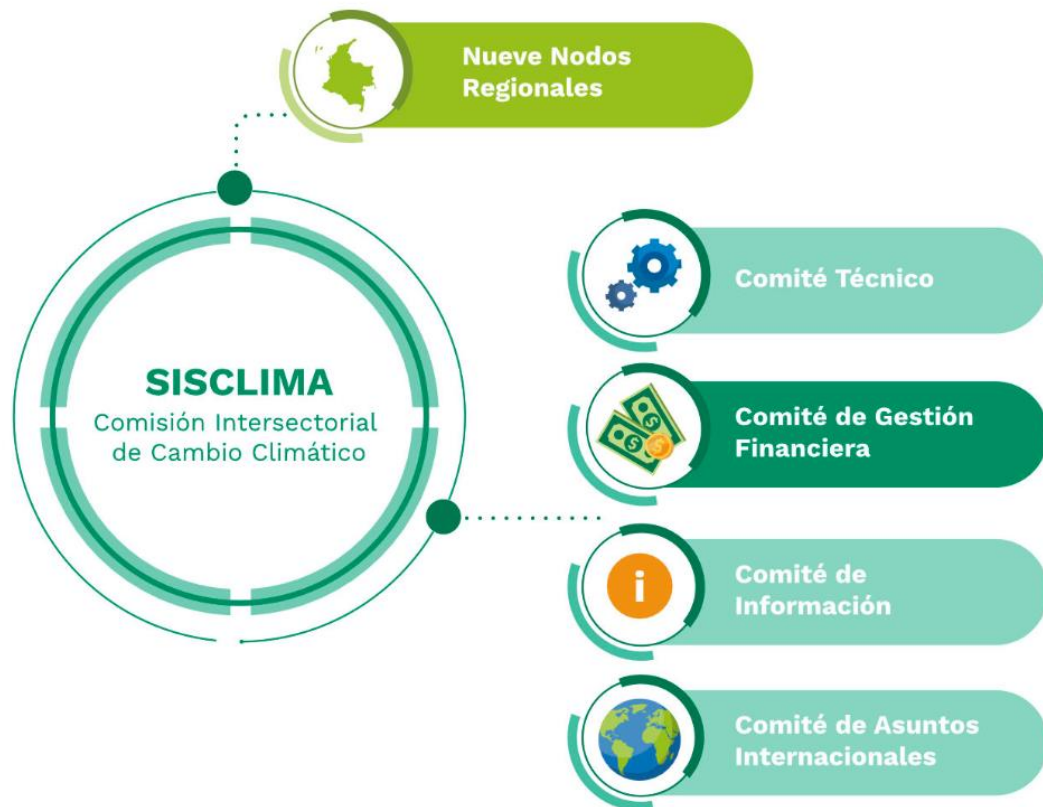 Nueve Nodos
Regionales
SISCLIMA
Comisión Intersectorial
de Cambio Climático
Comité Técnico
Comité de Gestión
Financiera
i
Comité de
Información
Comité de Asuntos
Internacionales